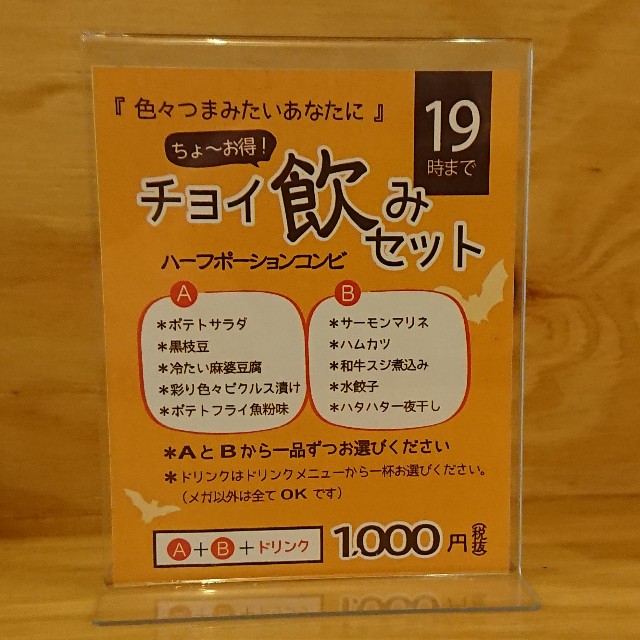 『 色々つまみたいあなたに 』
19
時まで
ちょ～お得！
チョイ飲み
セット
ハーフポーションコンビ
A
＊ポテトサラダ
＊黒枝豆
＊冷たい麻婆豆腐
＊彩り色々ピクルス漬け
＊ポテトフライ魚粉味
B
＊サーモンマリネ
＊ハムカツ
＊和牛スジ煮込み
＊水餃子
＊ハタハタ一夜干し
＊AとBから一品ずつお選びください
＊ドリンクはドリンクメニューから一杯お選びください。
（メガ以外は全てOKです）
A＋B＋ドリンク
1,000円（税抜）